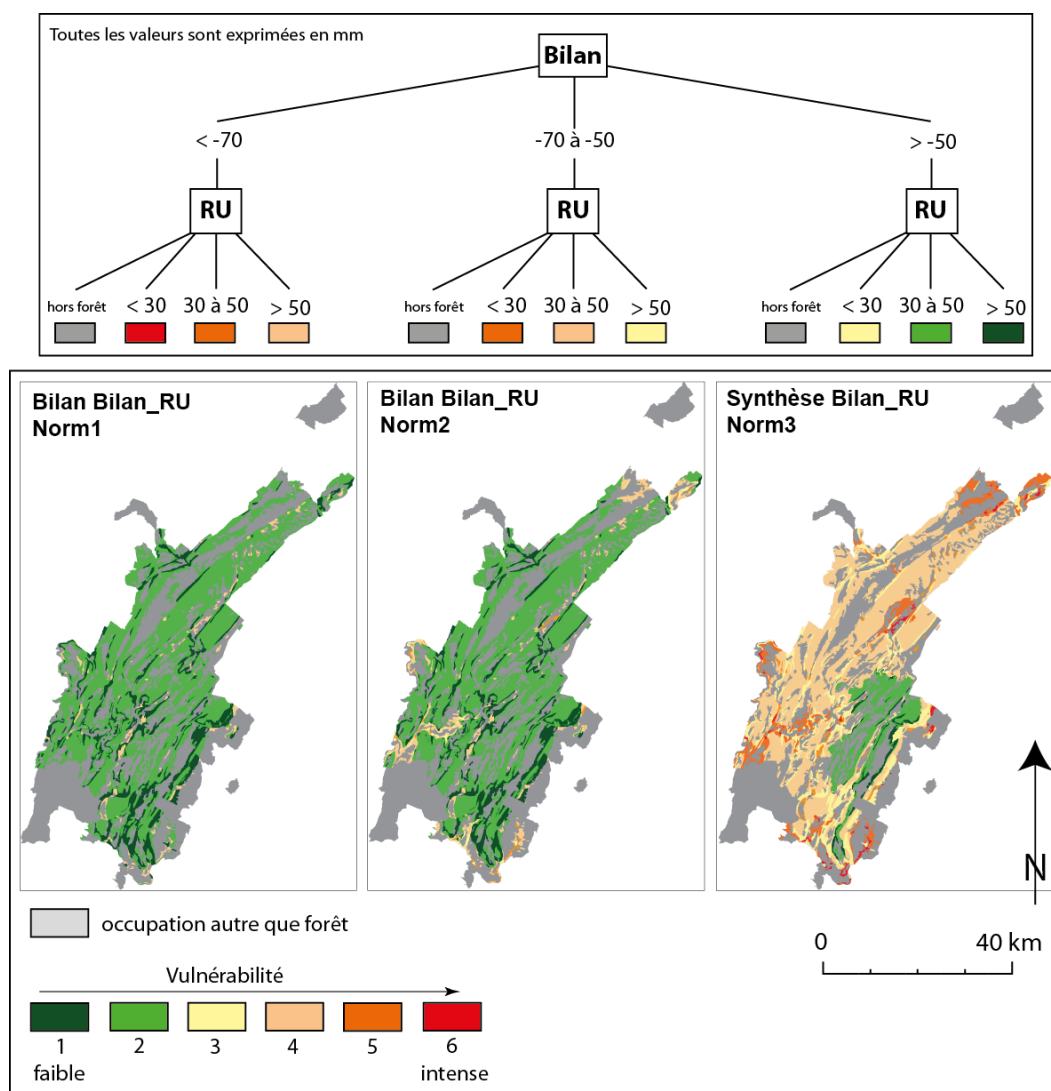 Toutes les valeurs sont exprimées en mm
Bilan
< -70
-70 à -50
> -50
RU
RU
RU
hors forêt
< 30
30 à 50
> 50
hors forêt
< 30
30 à 50
> 50
hors forêt
< 30
30 à 50
> 50
Bilan Bilan_RU
Norm1
Bilan Bilan_RU
Norm2
Synthèse Bilan_RU
Norm3
N
occupation autre que forêt
0
40 km
Vulnérabilité
1
2
3
4
5
6
faible
intense